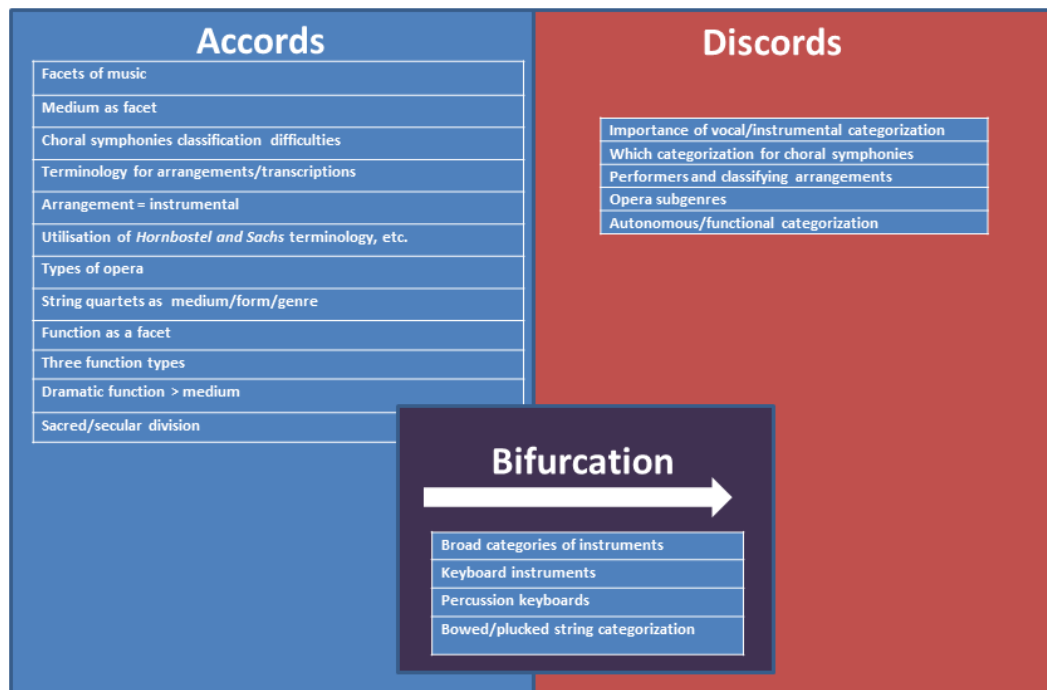 Accords
Facets of music
Medium as facet
Choral symphonies classification difficulties
Terminology for arrangements/transcriptions
Arrangement = instrumental
Utilisation of Hornbostel and Sachs terminology, etc.
Types of opera
String quartets as medium/form/genre
Function as a facet
Three function types
Dramatic function > medium
Sacred/secular division
Discords
Importance of vocal/instrumental categorization
Which categorization for choral symphonies
Performers and classifying arrangements
Opera subgenres
Autonomous/functional categorization
Bifurcation
Broad categories of instruments
Keyboard instruments
Percussion keyboards
Bowed/plucked string categorization